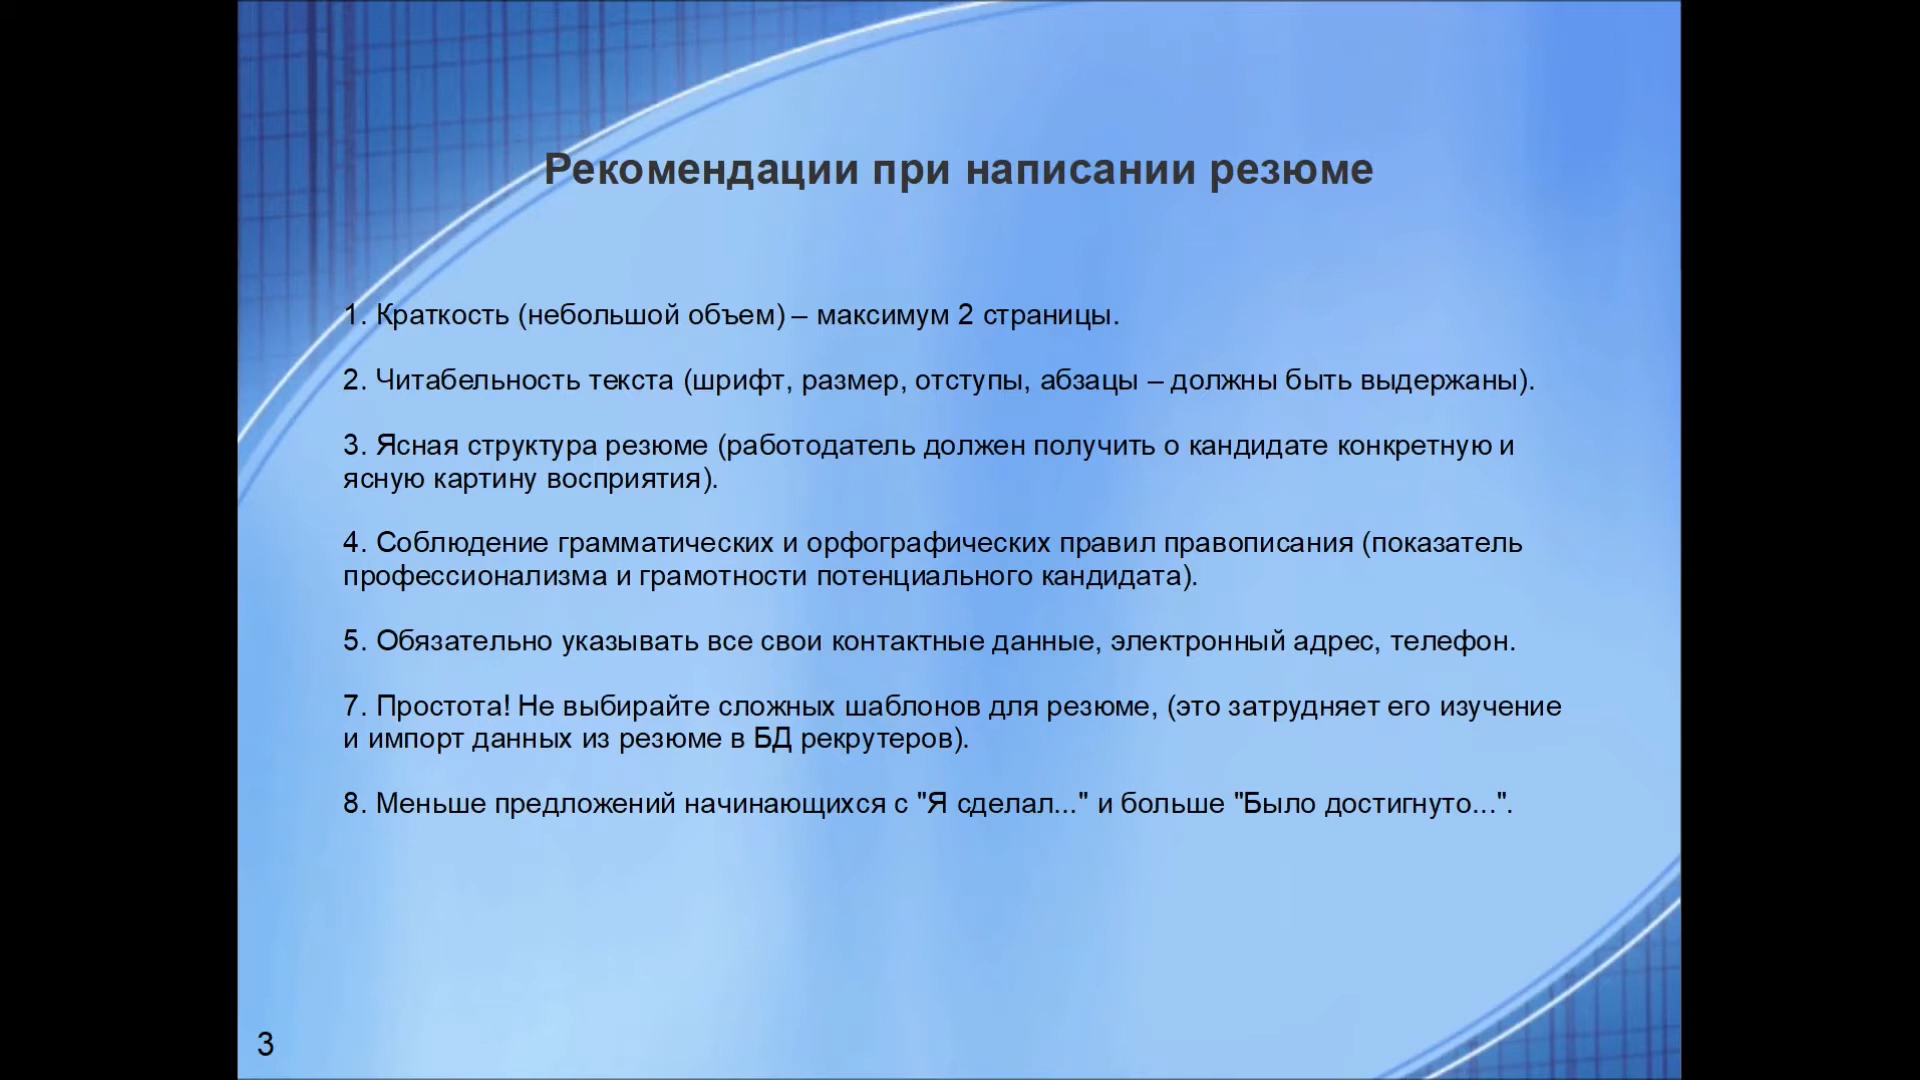 Рекомендации при написании резюме
1. Краткость (небольшой объем) – максимум 2 страницы.
2. Читабельность текста (шрифт, размер, отступы, абзацы – должны быть выдержаны).
3. Ясная структура резюме (работодатель должен получить о кандидате конкретную и
ясную картину восприятия).
4. Соблюдение грамматических и орфографических правил правописания (показатель
профессионализма и грамотности потенциального кандидата).
5. Обязательно указывать все свои контактные данные, электронный адрес, телефон.
7. Простота! Не выбирайте сложных шаблонов для резюме, (это затрудняет его изучение
и импорт данных из резюме в БД рекрутеров).
8. Меньше предложений начинающихся с "Я сделал..." и больше "Было достигнуто...".
3